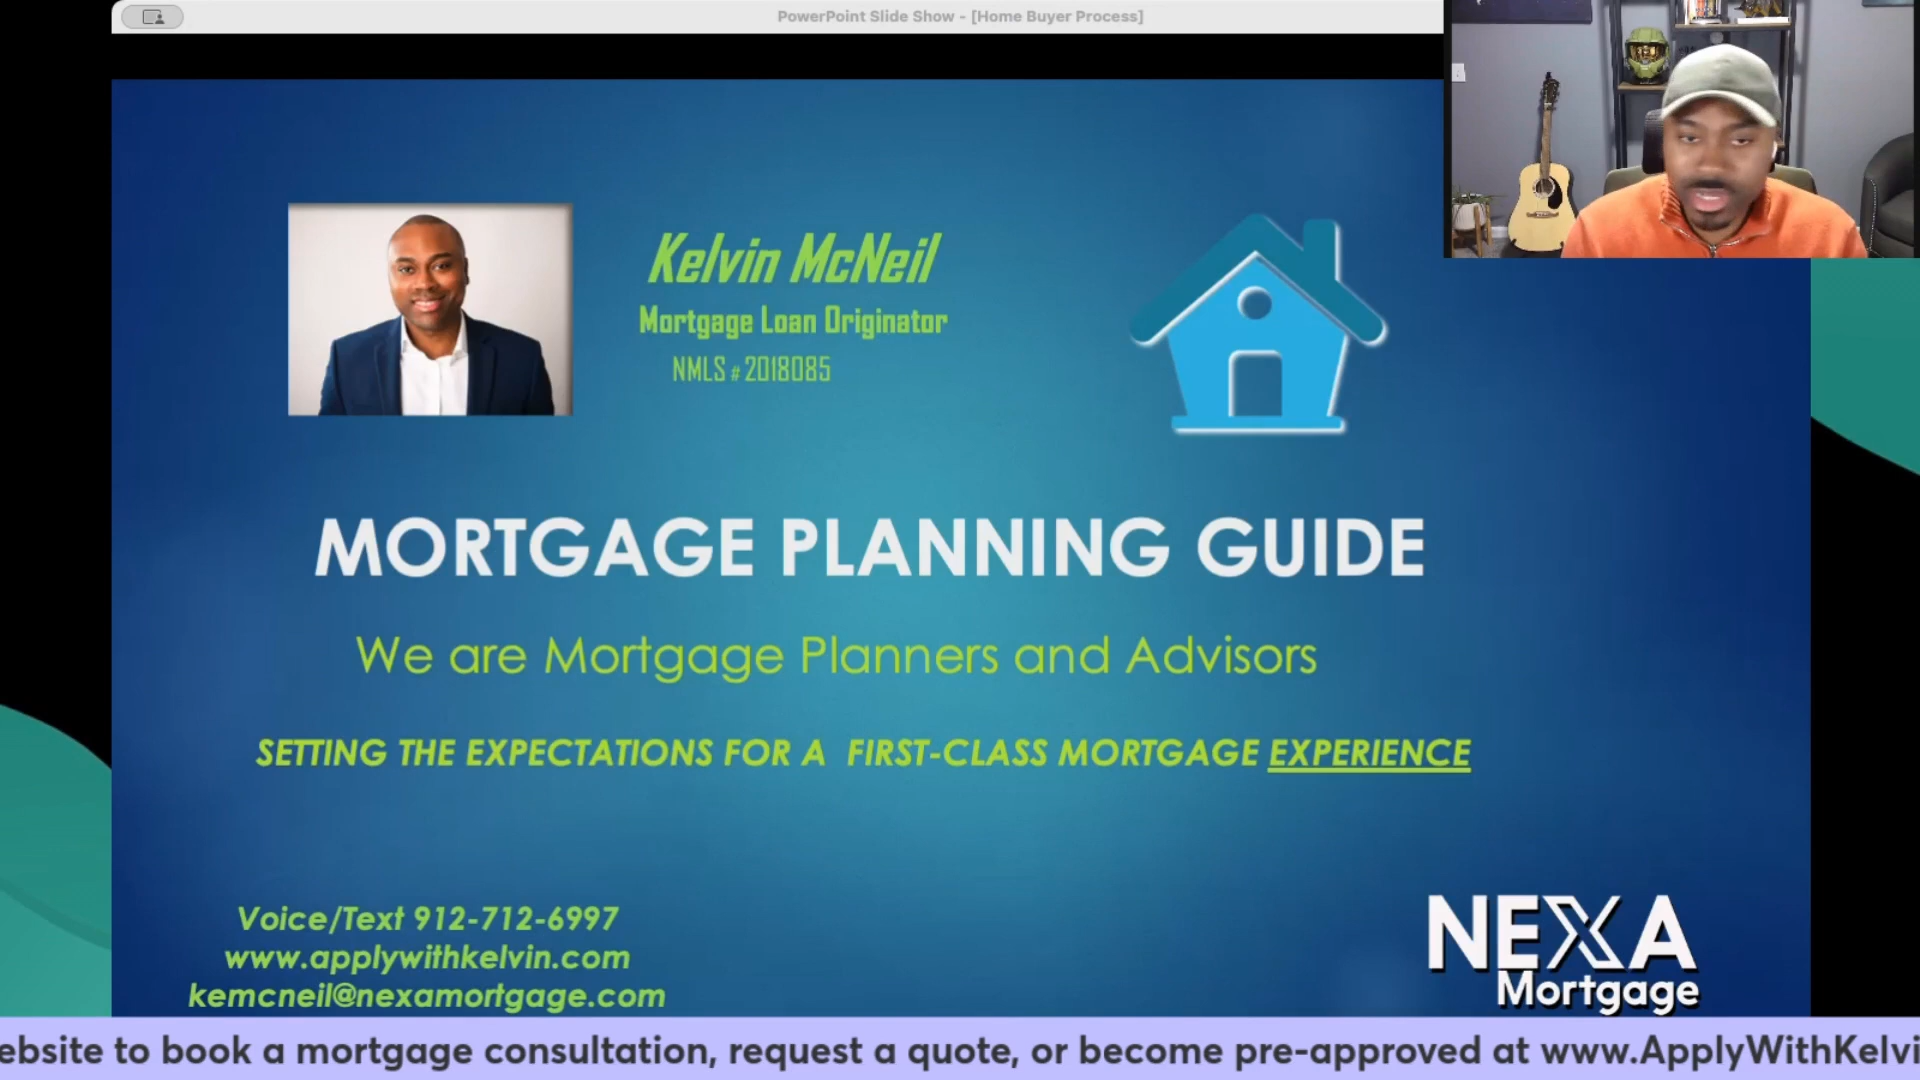 PowerPoint Slide Show - [Home Buyer Process]
Kelvin McNeil
Mortgage Loan Originator
NMLS # 2018085
MORTGAGE PLANNING GUIDE
We are Mortgage Planners and Advisors
SETTING THE EXPECTATIONS FOR A FIRST-CLASS MORTGAGE EXPERIENCE
Voice/Text 912-712-6997
www.applywithkelvin.com
kemcneil@nexamortgage.com
NEXA
Mortgage
ebsite to book a mortgage consultation, request a quote, or become pre-approved at www.ApplyWithKelvi